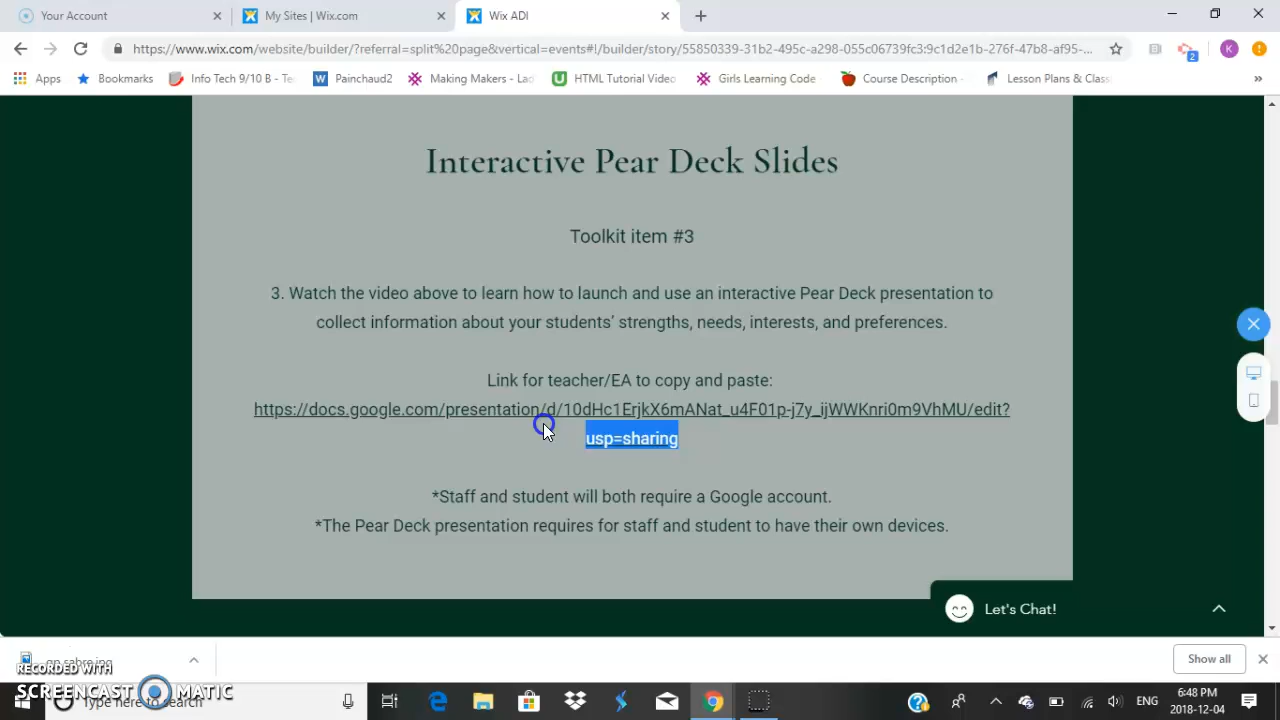 Your Account
My Sites | Wix.com
Wix ADI
https://www.wix.com/website/builder/?referral=split%20page&vertical=events#!/builder/story/55850339-31b2-495c-a298-055c06739fc3:9c1d2e1b-276f-47b8-af95-...
K
2
Apps
Bookmarks
Info Tech 9/10 B - Te
Painchaud2
Making Makers - Lad
HTML Tutorial Video
Girls Learning Code
Course Description -
Lesson Plans & Class
Interactive Pear Deck Slides
Toolkit item #3
3. Watch the video above to learn how to launch and use an interactive Pear Deck presentation to
collect information about your students' strengths, needs, interests, and preferences.
Link for teacher/EA to copy and paste:
https://docs.google.com/presentation/d/10dHc1ErjkX6mANat_u4F01p-j7y_ijWWKnri0m9VhMU/edit?
usp=sharing
*Staff and student will both require a Google account.
*The Pear Deck presentation requires for staff and student to have their own devices.
Let's Chat!
Show all
RECORDED WITH
SCREENCAST MATIC
Type here to search
ENG
6:48 PM
2018-12-04